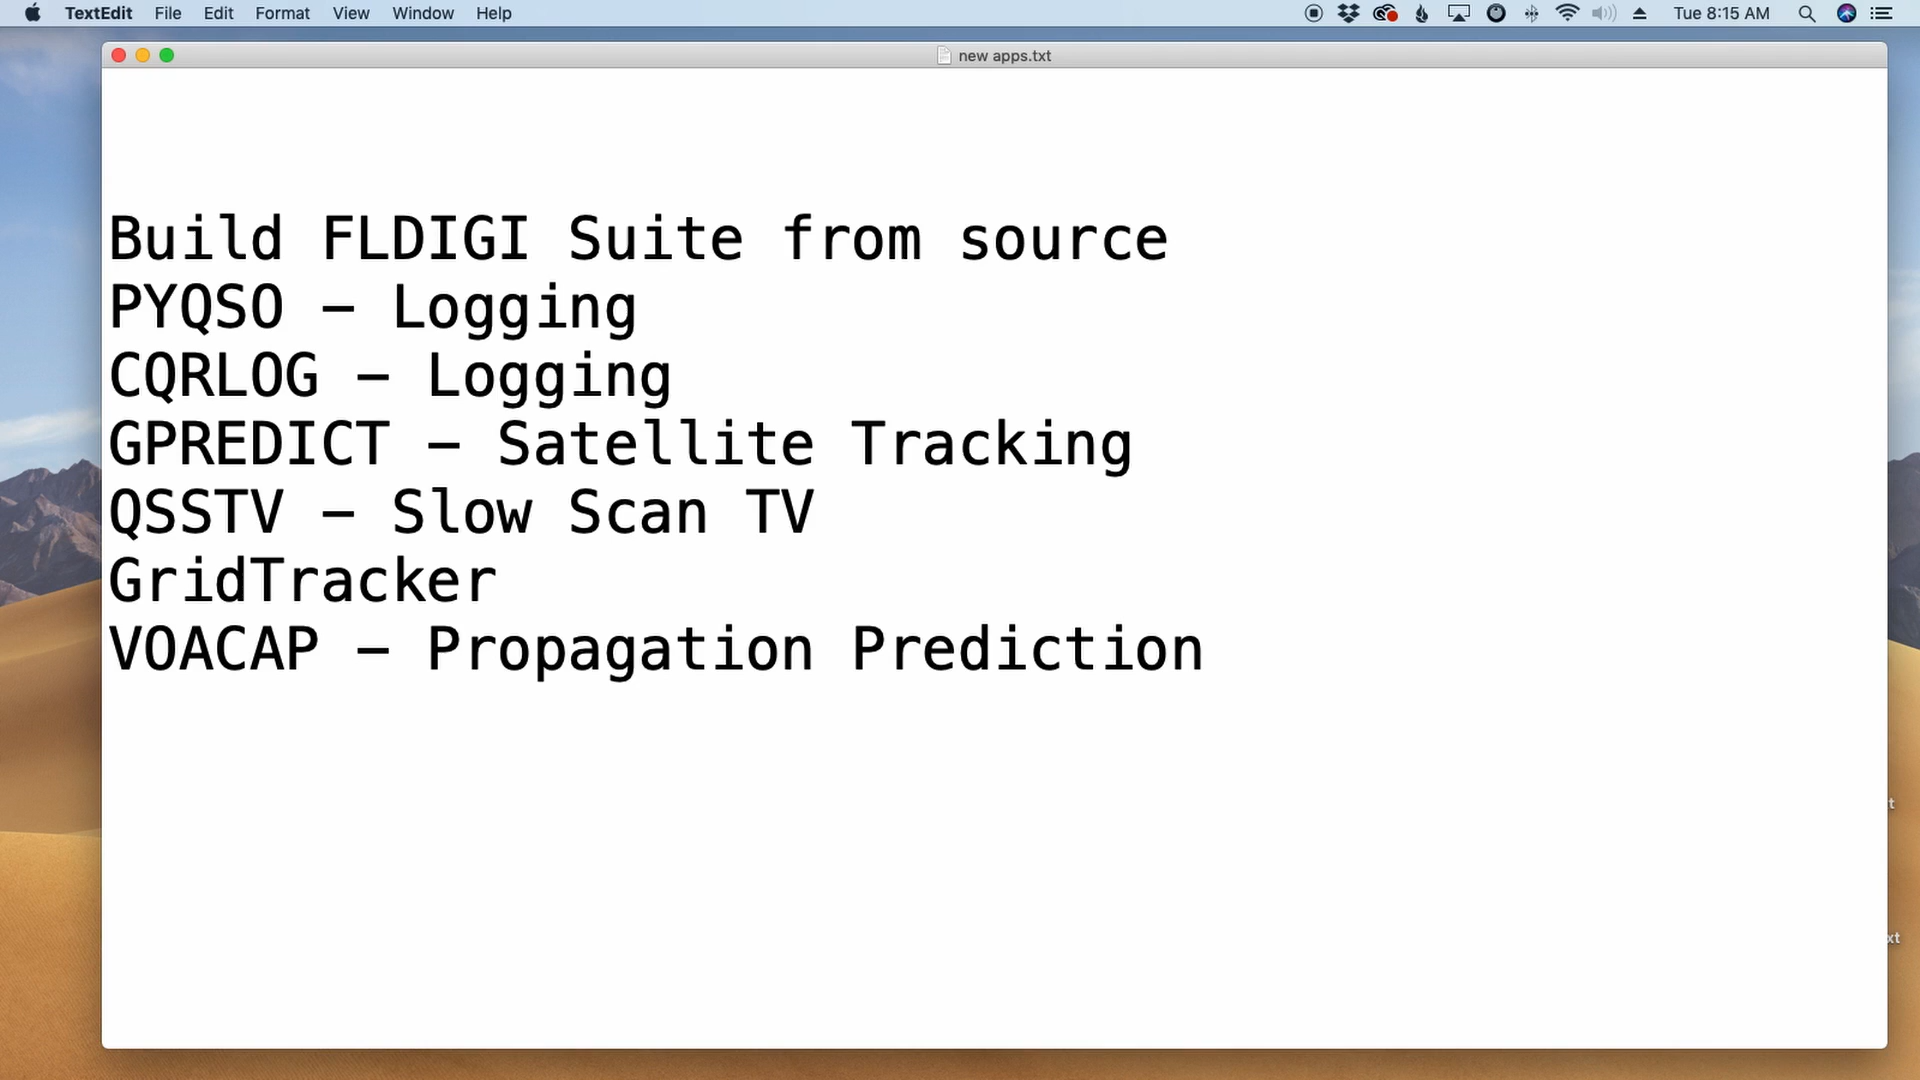 TextEdit File Edit Format View Window Help Tue 8:15 AM
new apps.txt
Build FLDIGI Suite from source
PYQSO – Logging
CQRLOG – Logging
GPREDICT – Satellite Tracking
QSSTV – Slow Scan TV
GridTracker
VOACAP – Propagation Prediction
t
xt